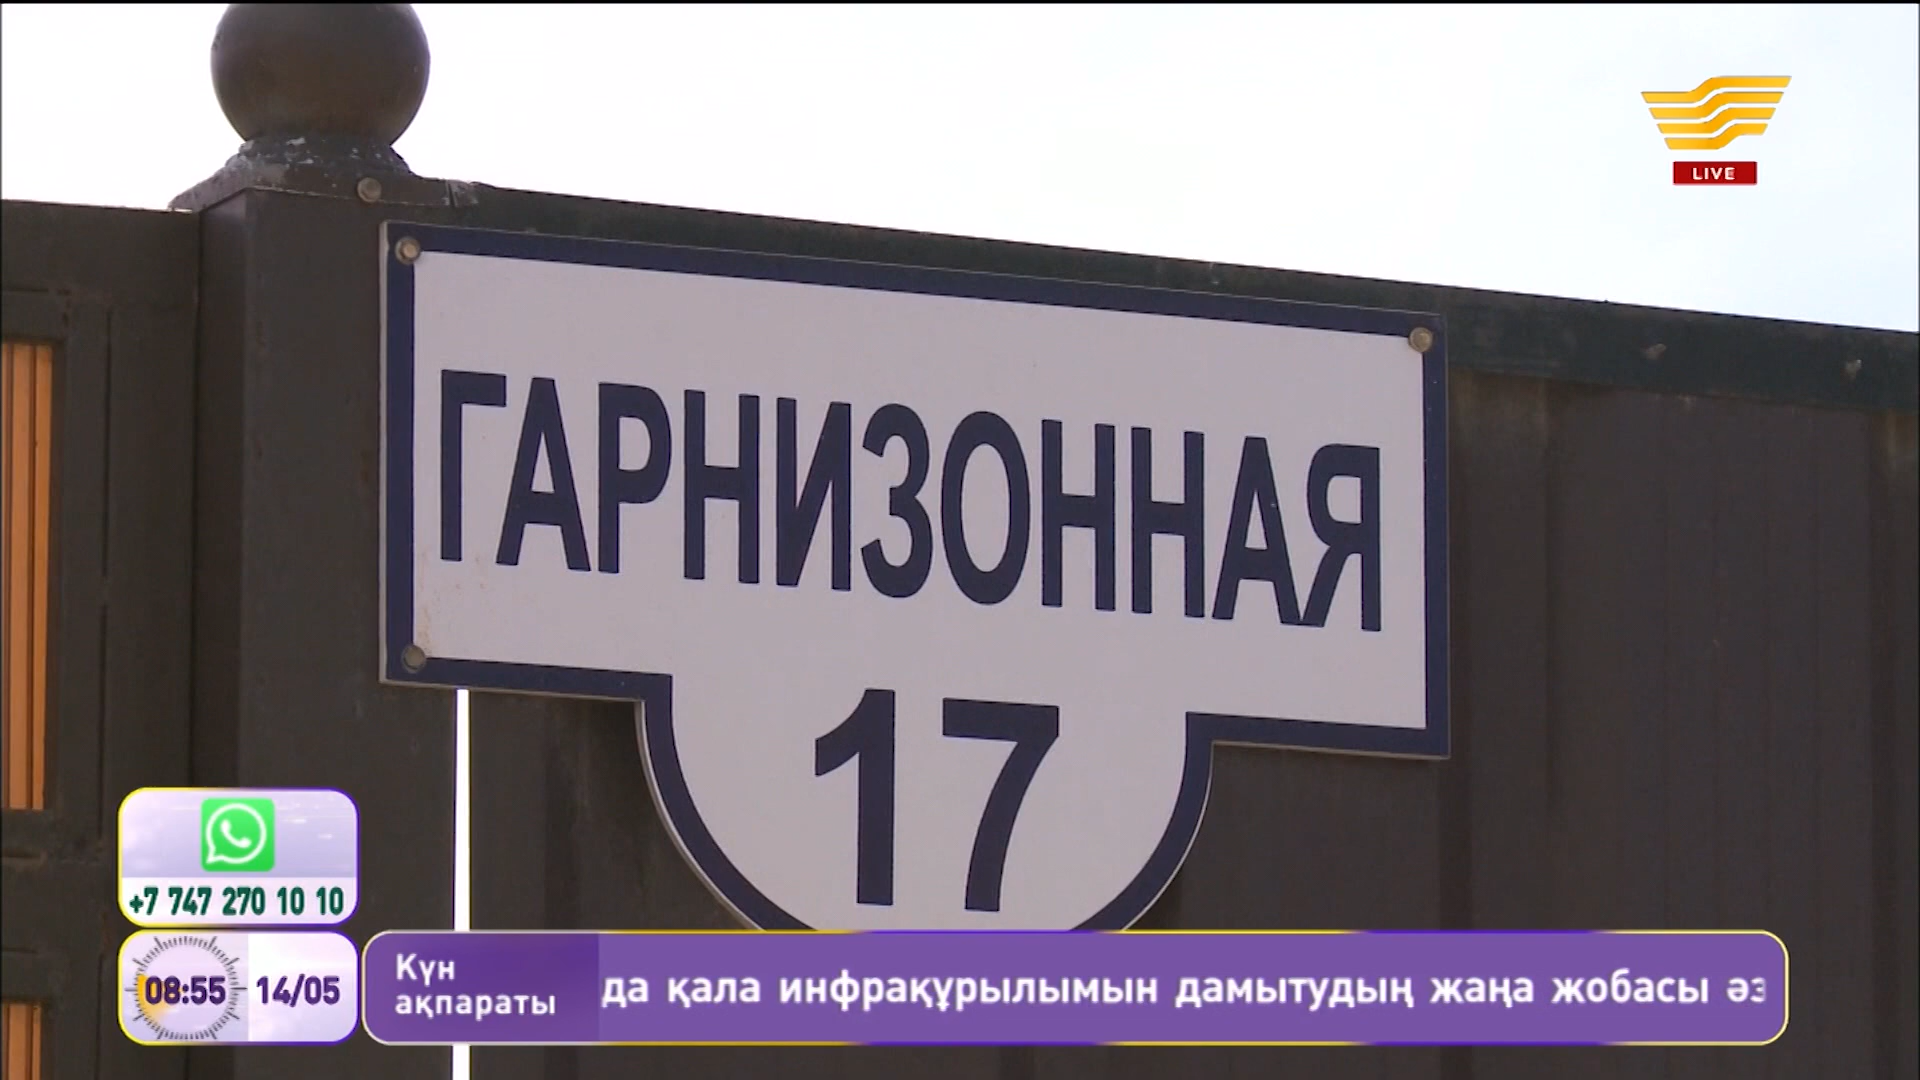 LIVE
ГАРНИЗОННАЯ
17
+7 747 270 10 10
08:55
14/05
Күн
ақпараты
да қала инфрақұрылымын дамытудың жаңа жобасы